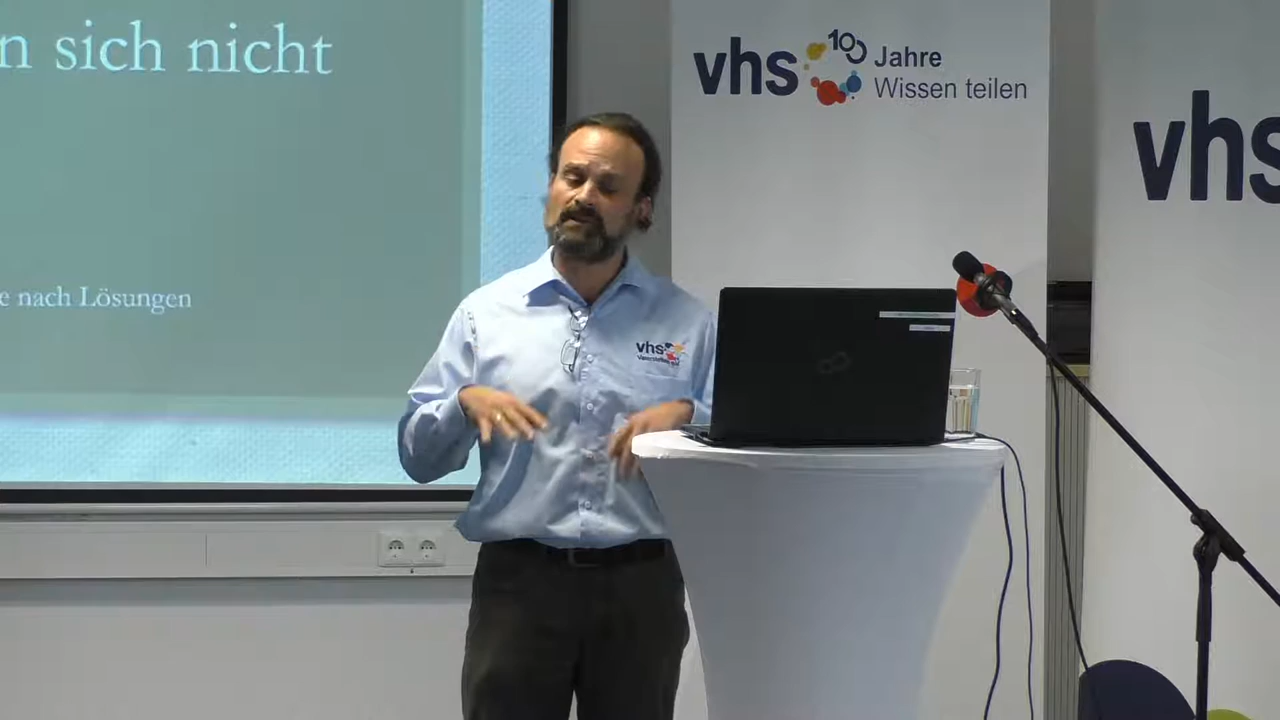 n sich nicht
e nach Lösungen
vhs 100 Jahre
Wissen teilen
vhs
vhs